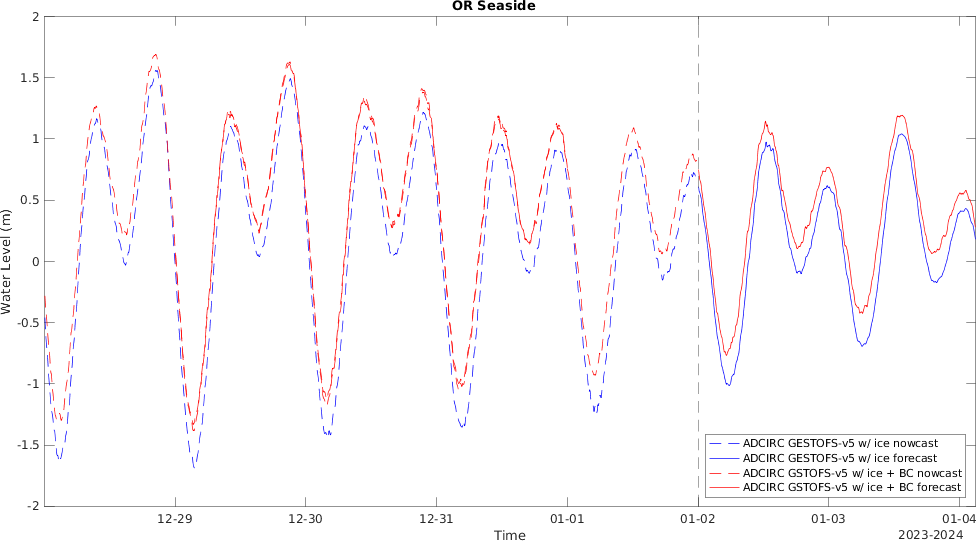 OR Seaside
2
1.5
1
0.5
0
-0.5
-1
-1.5
-2
Water Level (m)
ADCIRC GESTOFS-v5 w/ ice nowcast
ADCIRC GESTOFS-v5 w/ ice forecast
ADCIRC GSTOFS-v5 w/ ice + BC nowcast
ADCIRC GSTOFS-v5 w/ ice + BC forecast
12-29 12-30 12-31 01-01 01-02 01-03 01-04
Time
2023-2024